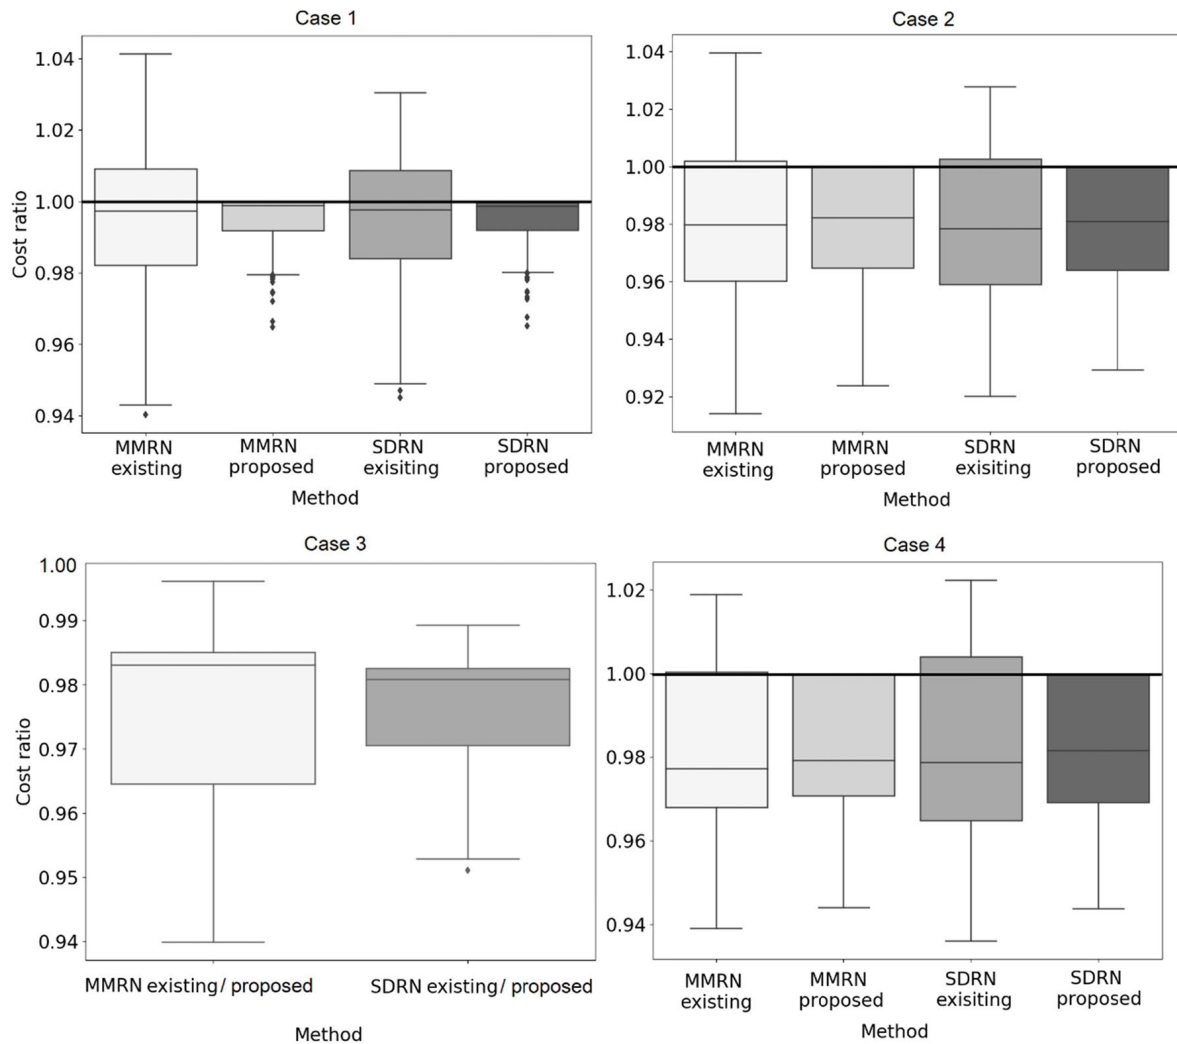 Case 1
1.04
1.02
1.00
0.98
0.96
0.94
Cost ratio
MMRN existing
MMRN proposed
SDRN exisiting
SDRN proposed
Method
Case 2
1.04
1.02
1.00
0.98
0.96
0.94
0.92
MMRN existing
MMRN proposed
SDRN exisiting
SDRN proposed
Method
Case 3
1.00
0.99
0.98
0.97
0.96
0.95
0.94
Cost ratio
MMRN existing/ proposed
SDRN existing/ proposed
Method
Case 4
1.02
1.00
0.98
0.96
0.94
MMRN existing
MMRN proposed
SDRN exisiting
SDRN proposed
Method